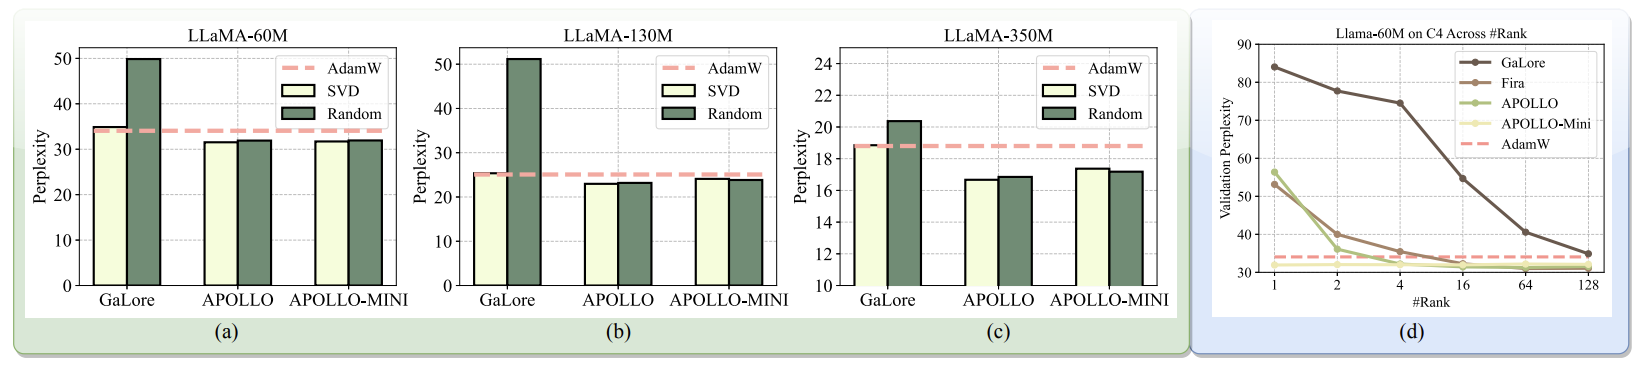 LLaMA-60M
Perplexity
50
40
30
20
10
0
AdamW
SVD
Random
GaLore
APOLLO
APOLLO-MINI
(a)
LLaMA-130M
Perplexity
50
40
30
20
10
0
AdamW
SVD
Random
GaLore
APOLLO
APOLLO-MINI
(b)
LLaMA-350M
Perplexity
24
22
20
18
16
14
12
10
AdamW
SVD
Random
GaLore
APOLLO
APOLLO-MINI
(c)
Llama-60M on C4 Across #Rank
Validation Perplexity
90
80
70
60
50
40
30
GaLore
Fira
APOLLO
APOLLO-Mini
AdamW
1
2
4
16
64
128
#Rank
(d)